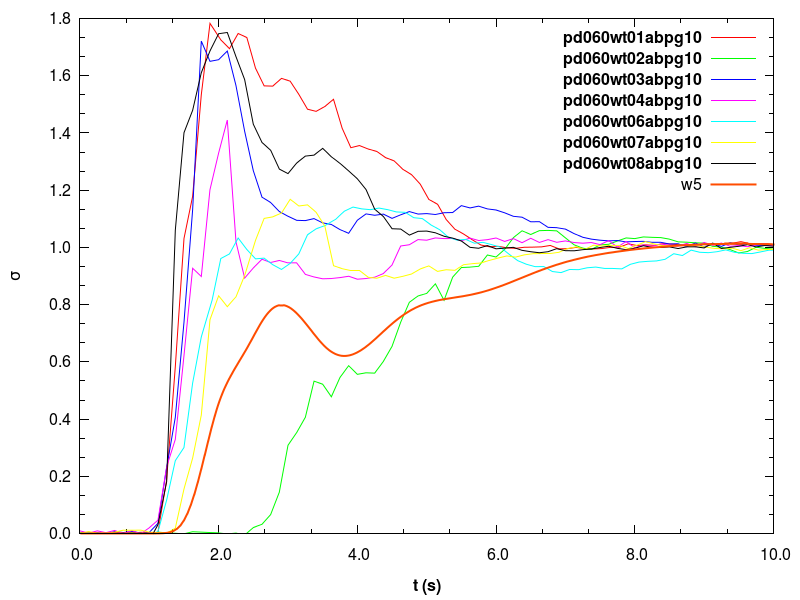 1.8
1.6
1.4
1.2
1.0
0.8
0.6
0.4
0.2
0.0
σ
pd060wt01abpg10
pd060wt02abpg10
pd060wt03abpg10
pd060wt04abpg10
pd060wt06abpg10
pd060wt07abpg10
pd060wt08abpg10
w5
0.0 2.0 4.0 6.0 8.0 10.0
t (s)